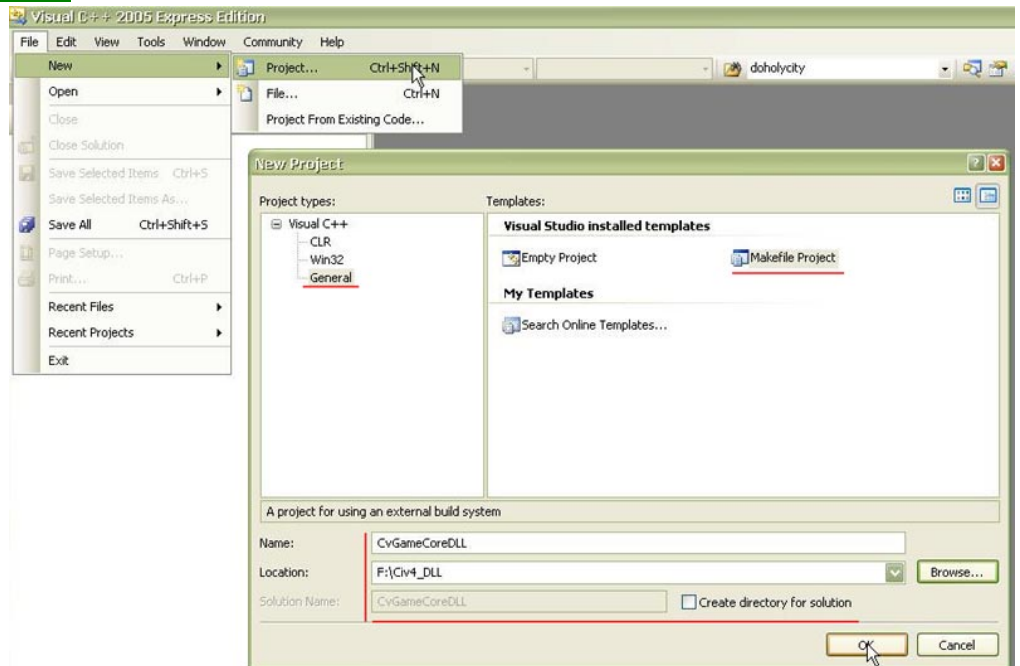 Visual C++ 2005 Express Edition
File Edit View Tools Window Community Help
New
Project... Ctrl+Shift+N
doholycity
Open
File... Ctrl+N
Close
Project From Existing Code...
Close Solution
Save Selected Items Ctrl+S
Save Selected Items As...
Save All Ctrl+Shift+S
Page Setup...
Print... Ctrl+P
Recent Files
Recent Projects
Exit
New Project
Project types:
Templates:
Visual C++
CLR
Win32
General
Visual Studio installed templates
Empty Project
Makefile Project
My Templates
Search Online Templates...
A project for using an external build system
Name: CvGameCoreDLL
Location: F:\Civ4_DLL
Browse...
Solution Name: CvGameCoreDLL
Create directory for solution
OK
Cancel